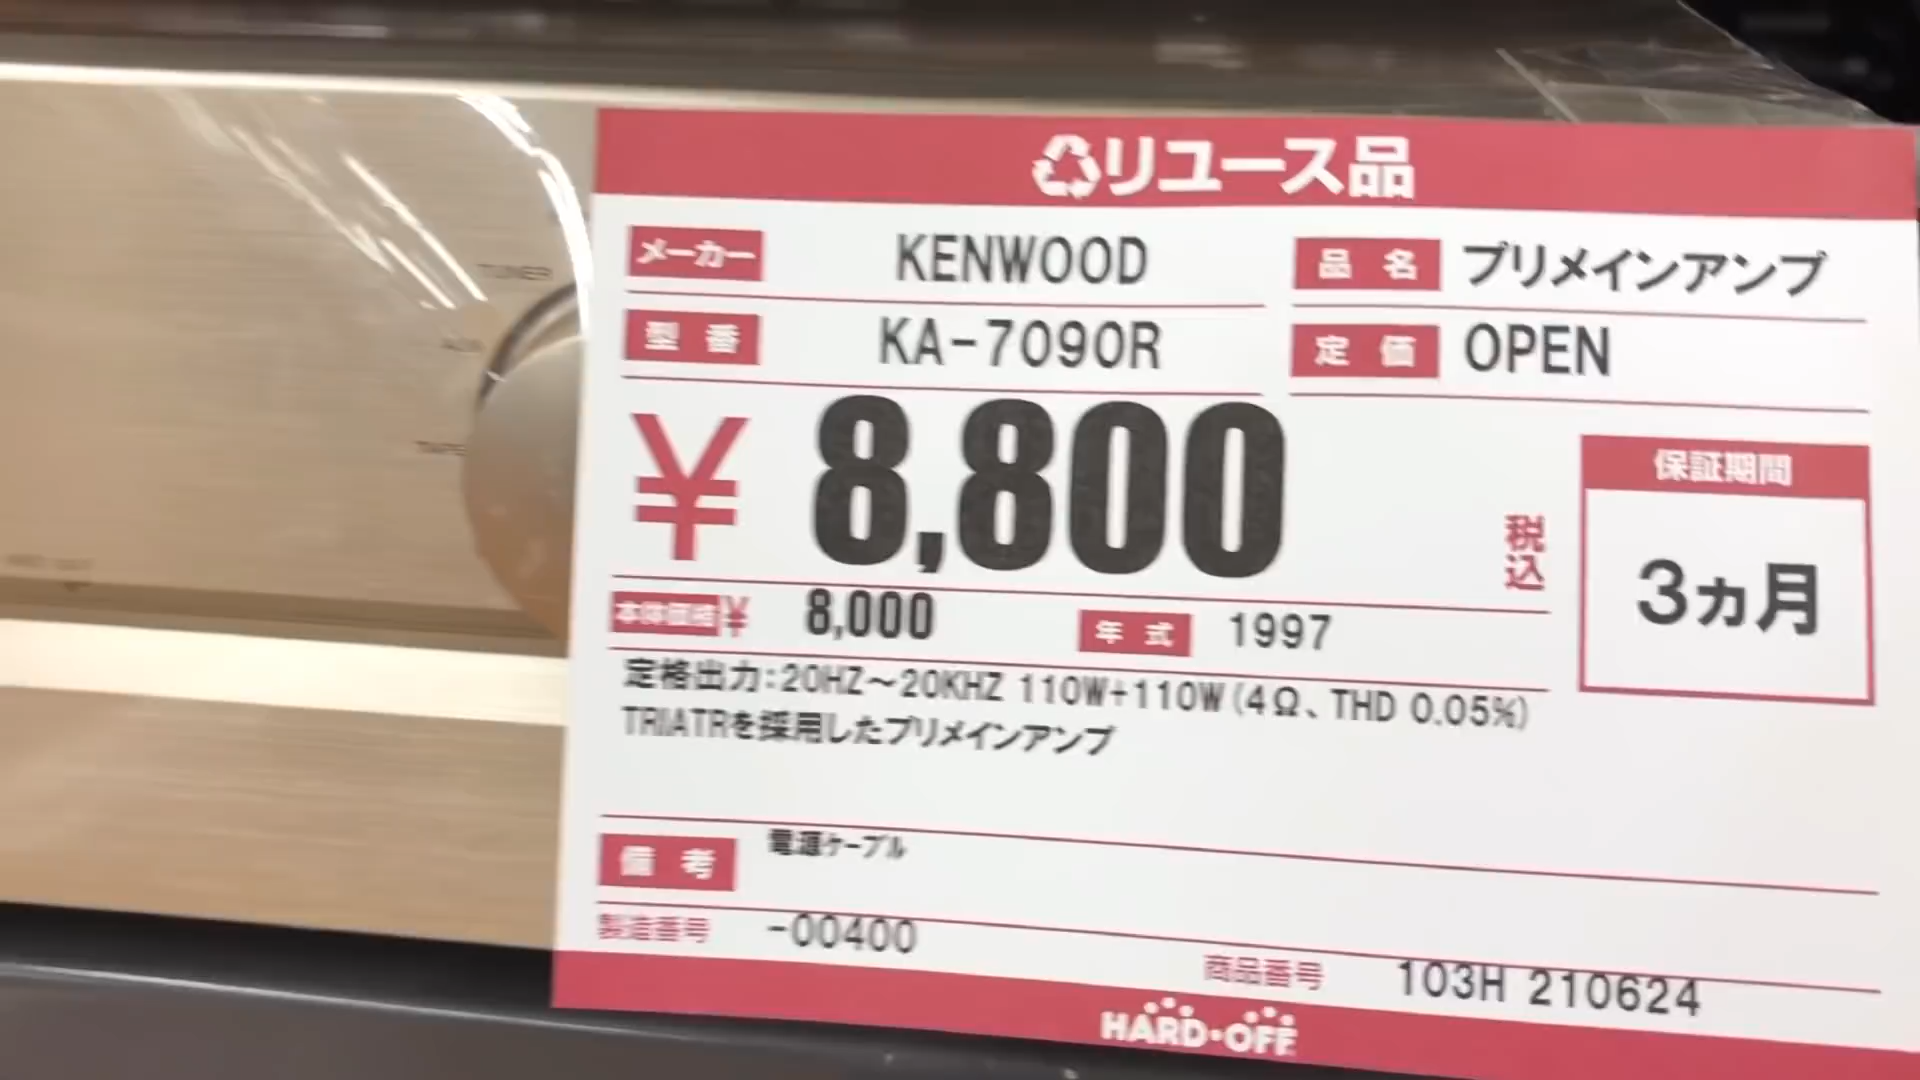 リユース品
メーカー KENWOOD 品名 プリメインアンプ
型番 KA-7090R 定価 OPEN
¥ 8,800 税込
保証期間
3ヵ月
本体価格¥ 8,000 年式 1997
定格出力:20HZ〜20KHZ 110W+110W(4Ω、THD 0.05%)
TRIATRを採用したプリメインアンプ
備考 電源ケーブル
製造番号 -00400
商品番号 103H 210624
HARD・OFF
TUNER